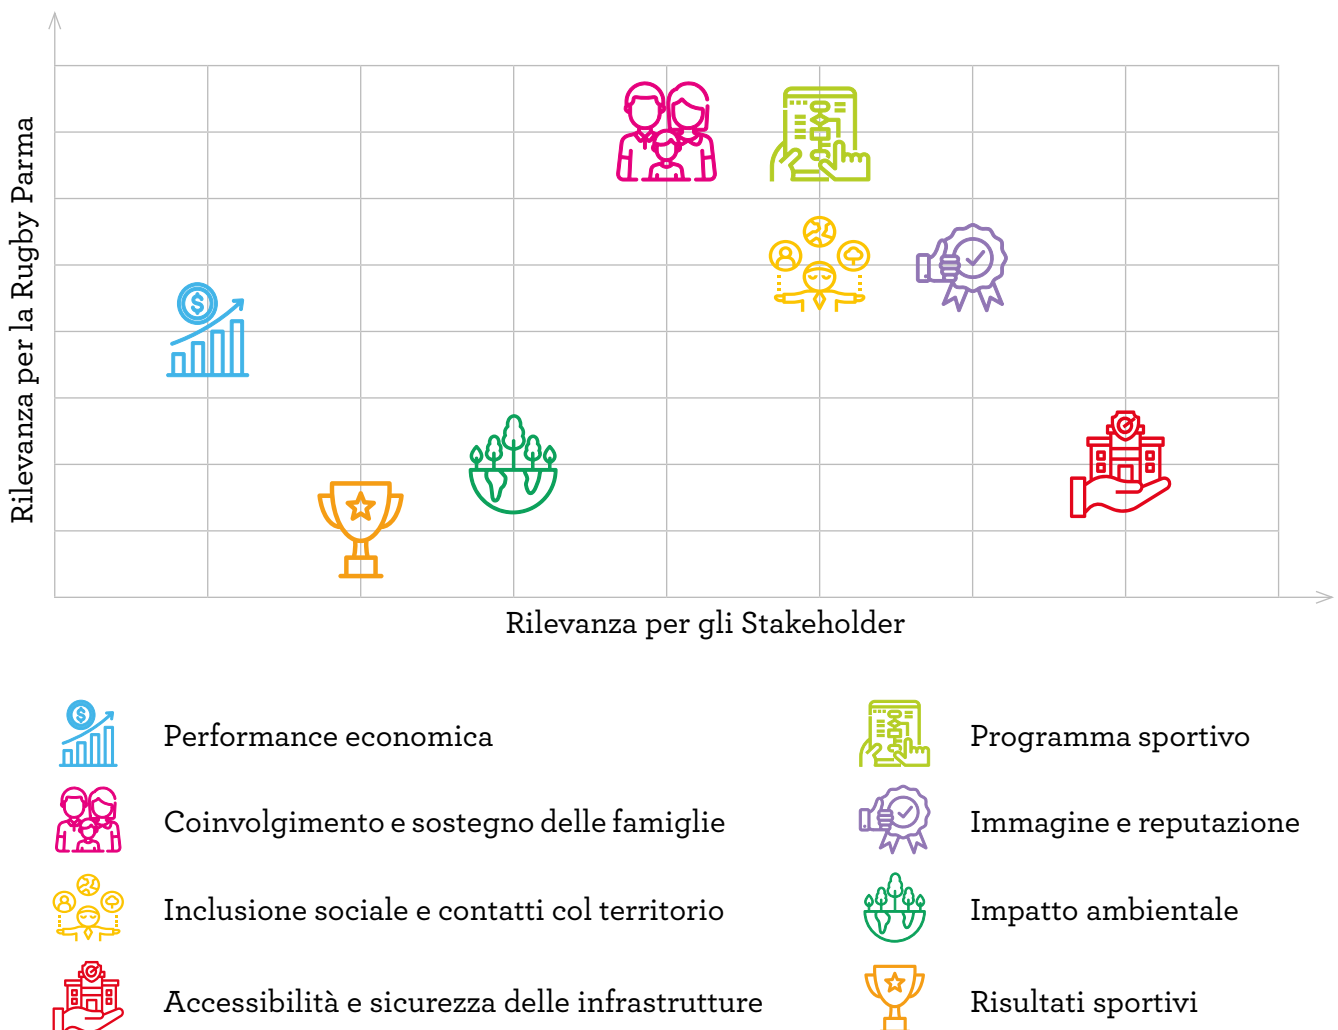 Rilevanza per la Rugby Parma
Rilevanza per gli Stakeholder
Performance economica
Programma sportivo
Coinvolgimento e sostegno delle famiglie
Immagine e reputazione
Inclusione sociale e contatti col territorio
Impatto ambientale
Accessibilità e sicurezza delle infrastrutture
Risultati sportivi